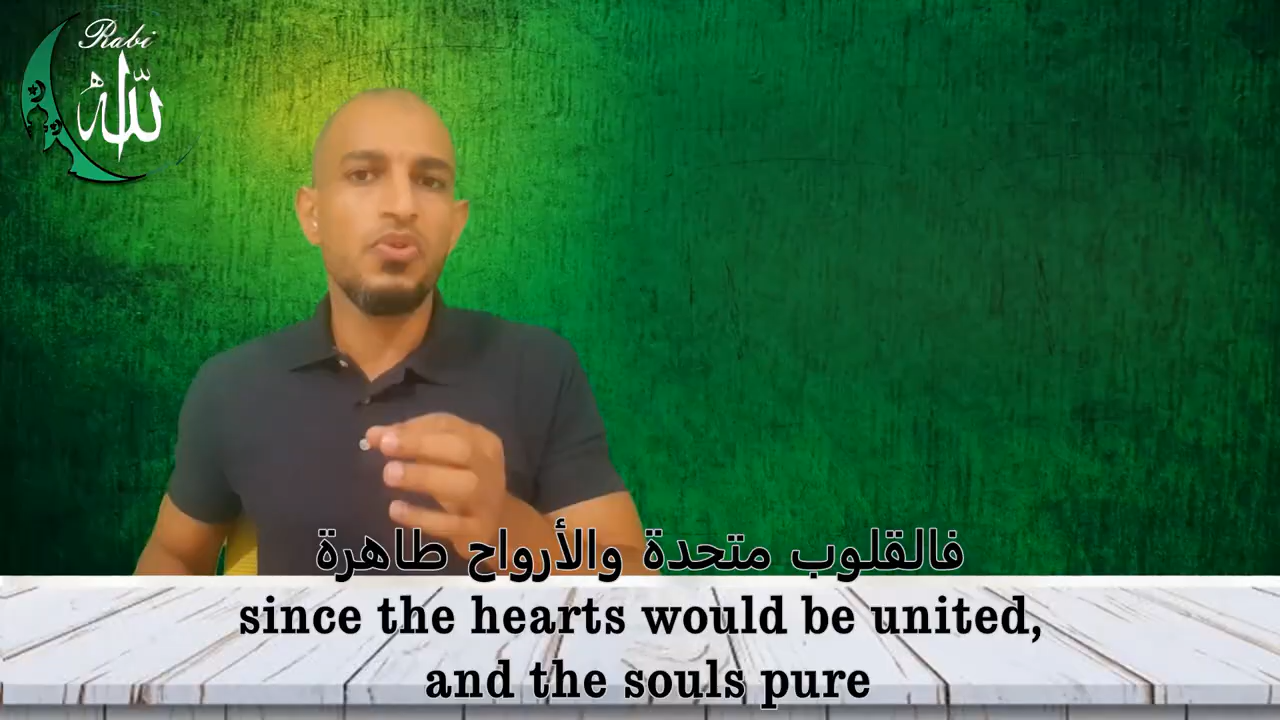 Rabi
الله
فالقلوب متحدة والأرواح طاهرة
since the hearts would be united,
and the souls pure